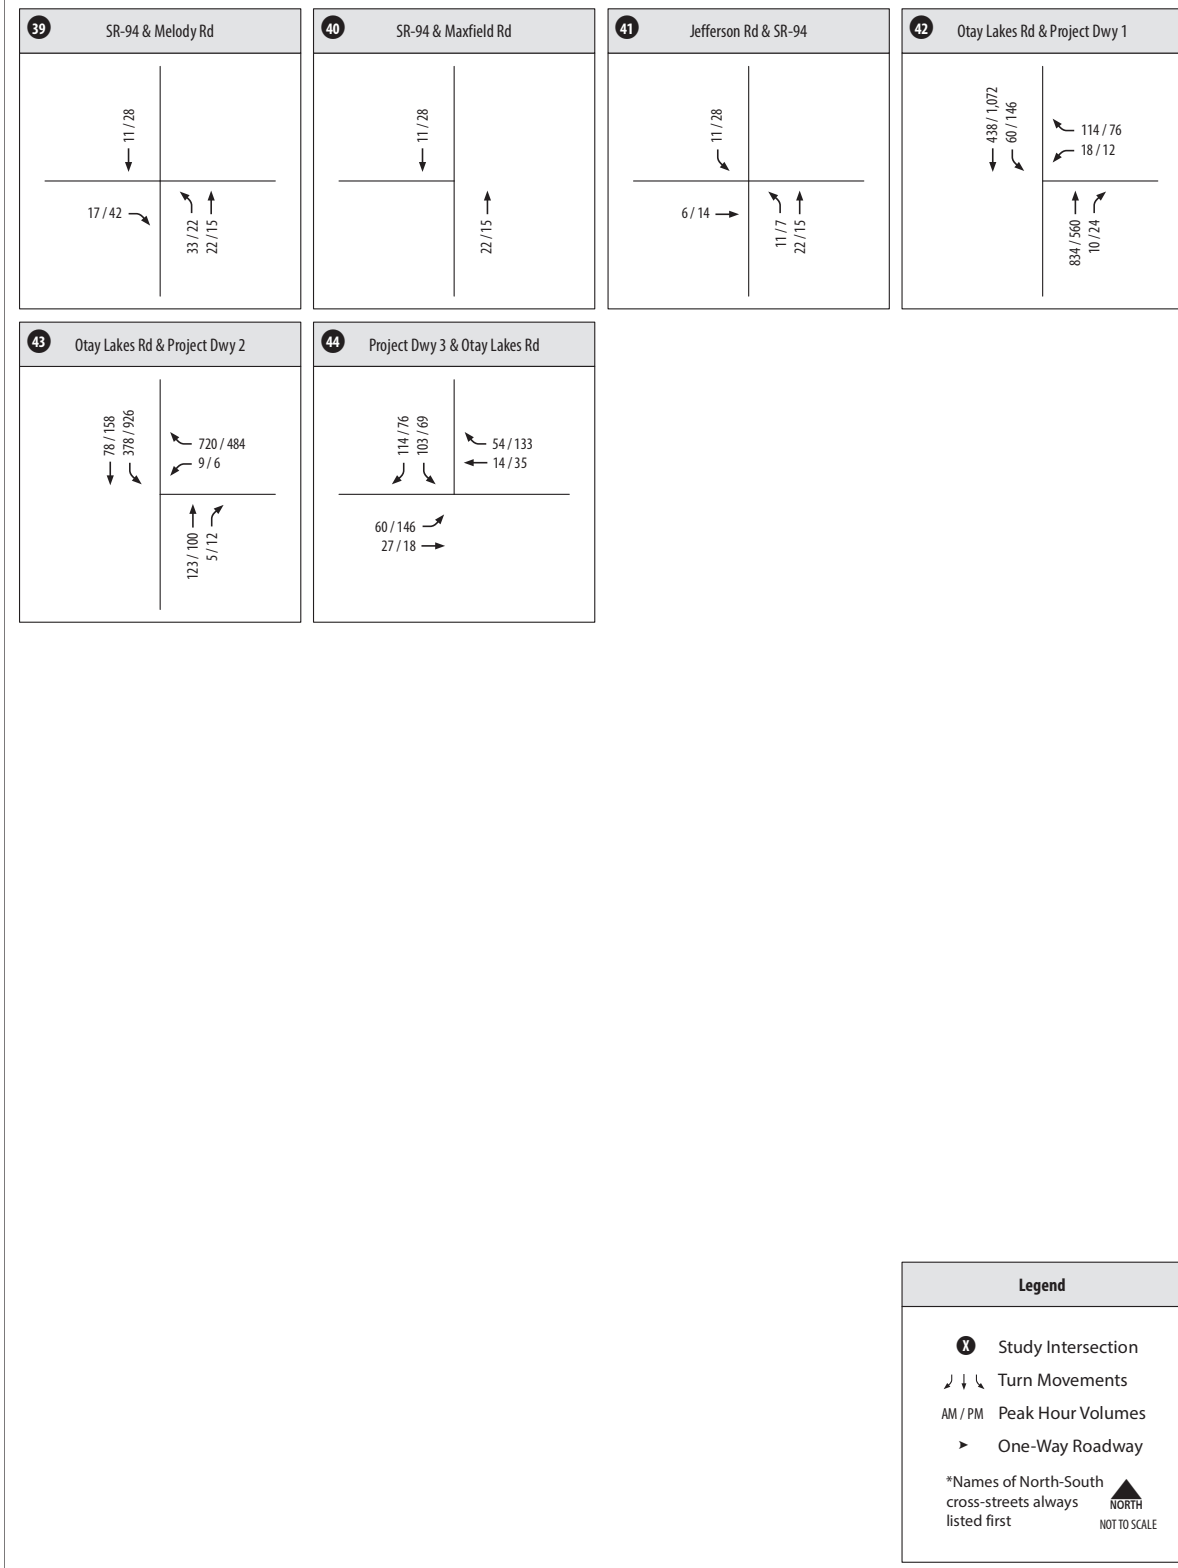 39 SR-94 & Melody Rd
11 / 28
17 / 42
33 / 22
22 / 15
40 SR-94 & Maxfield Rd
11 / 28
22 / 15
41 Jefferson Rd & SR-94
11 / 28
6 / 14
11 / 7
22 / 15
42 Otay Lakes Rd & Project Dwy 1
438 / 1,072
60 / 146
114 / 76
18 / 12
834 / 560
10 / 24
43 Otay Lakes Rd & Project Dwy 2
78 / 158
378 / 926
720 / 484
9 / 6
123 / 100
5 / 12
44 Project Dwy 3 & Otay Lakes Rd
114 / 76
103 / 69
54 / 133
14 / 35
60 / 146
27 / 18
Legend
X Study Intersection
Turn Movements
AM / PM Peak Hour Volumes
One-Way Roadway
*Names of North-South
cross-streets always
listed first
NORTH
NOT TO SCALE